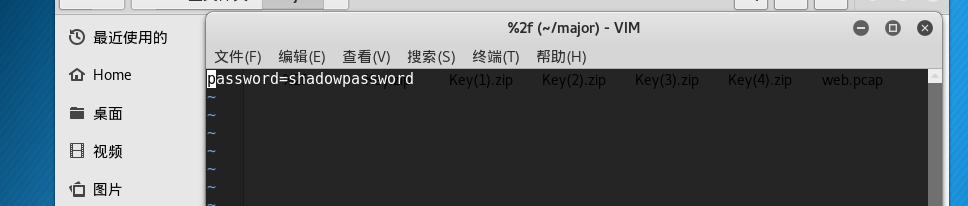 %2f (~/major) - VIM
最近使用的
文件(F) 编辑(E) 查看(V) 搜索(S) 终端(T) 帮助(H)
Home
password=shadowpassword
Key(1).zip Key(2).zip Key(3).zip Key(4).zip web.pcap
~
~
桌面
~
~
视频
~
~
图片